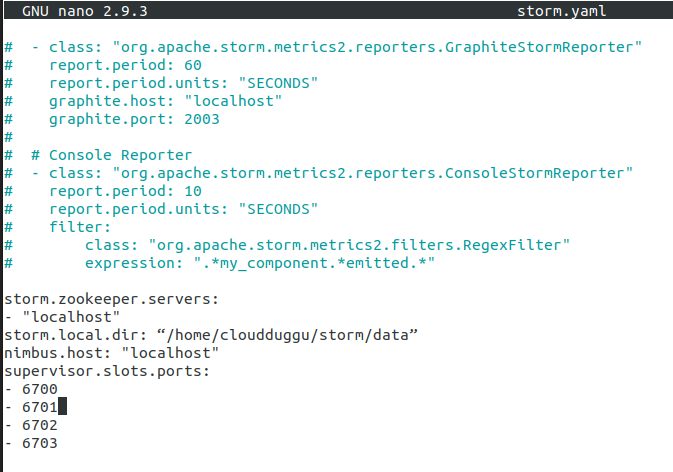 GNU nano 2.9.3 storm.yaml
#  - class: "org.apache.storm.metrics2.reporters.GraphiteStormReporter"
#    report.period: 60
#    report.period.units: "SECONDS"
#    graphite.host: "localhost"
#    graphite.port: 2003
#
#  # Console Reporter
#  - class: "org.apache.storm.metrics2.reporters.ConsoleStormReporter"
#    report.period: 10
#    report.period.units: "SECONDS"
#    filter:
#        class: "org.apache.storm.metrics2.filters.RegexFilter"
#        expression: ".*my_component.*emitted.*"
storm.zookeeper.servers:
- "localhost"
storm.local.dir: “/home/cloudduggu/storm/data”
nimbus.host: "localhost"
supervisor.slots.ports:
- 6700
- 6701
- 6702
- 6703